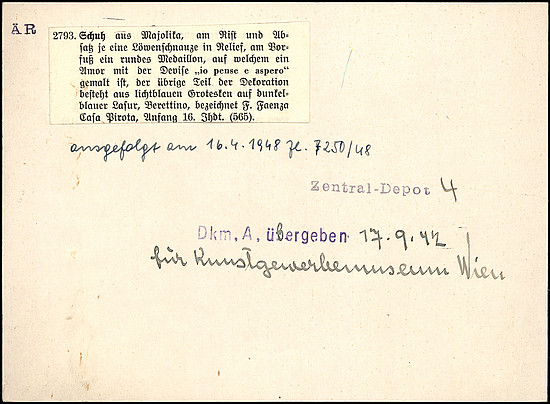 ÄR
2793. Schuh aus Majolika, am Rist und Ab-
satz je eine Löwenschnauze in Relief, am Vor-
fuß ein rundes Medaillon, auf welchem ein
Amor mit der Devise „io pense e aspero“
gemalt ist, der übrige Teil der Dekoration
besteht aus lichtblauen Grotesken auf dunkel-
blauer Lasur, Berettino, bezeichnet F. Faenza
Casa Pirota, Anfang 16. Jhdt. (565).
ausgefolgt am 16.4.1948 Zl. 7250/48
Zentral-Depot 4
Dkm, A, übergeben 17.9.42
für Kunstgewerbemuseum Wien